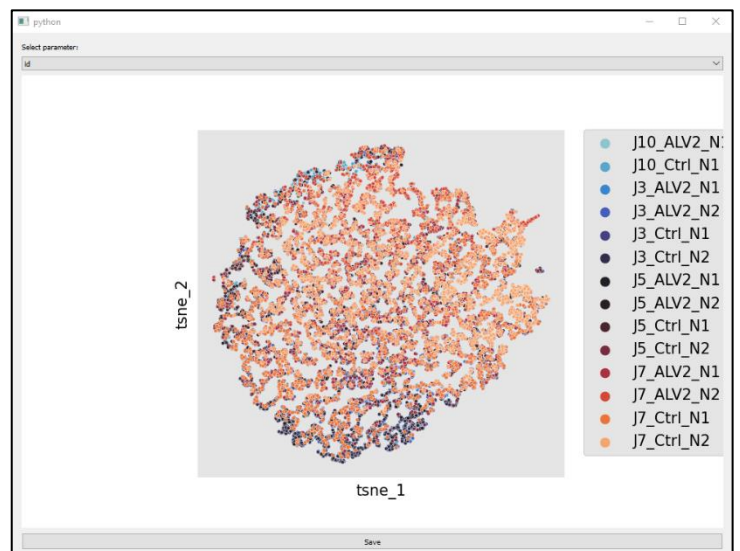 python
Select parameter:
id
tsne_2
tsne_1
J10_ALV2_N1
J10_Ctrl_N1
J3_ALV2_N1
J3_ALV2_N2
J3_Ctrl_N1
J3_Ctrl_N2
J5_ALV2_N1
J5_ALV2_N2
J5_Ctrl_N1
J5_Ctrl_N2
J7_ALV2_N1
J7_ALV2_N2
J7_Ctrl_N1
J7_Ctrl_N2
Save